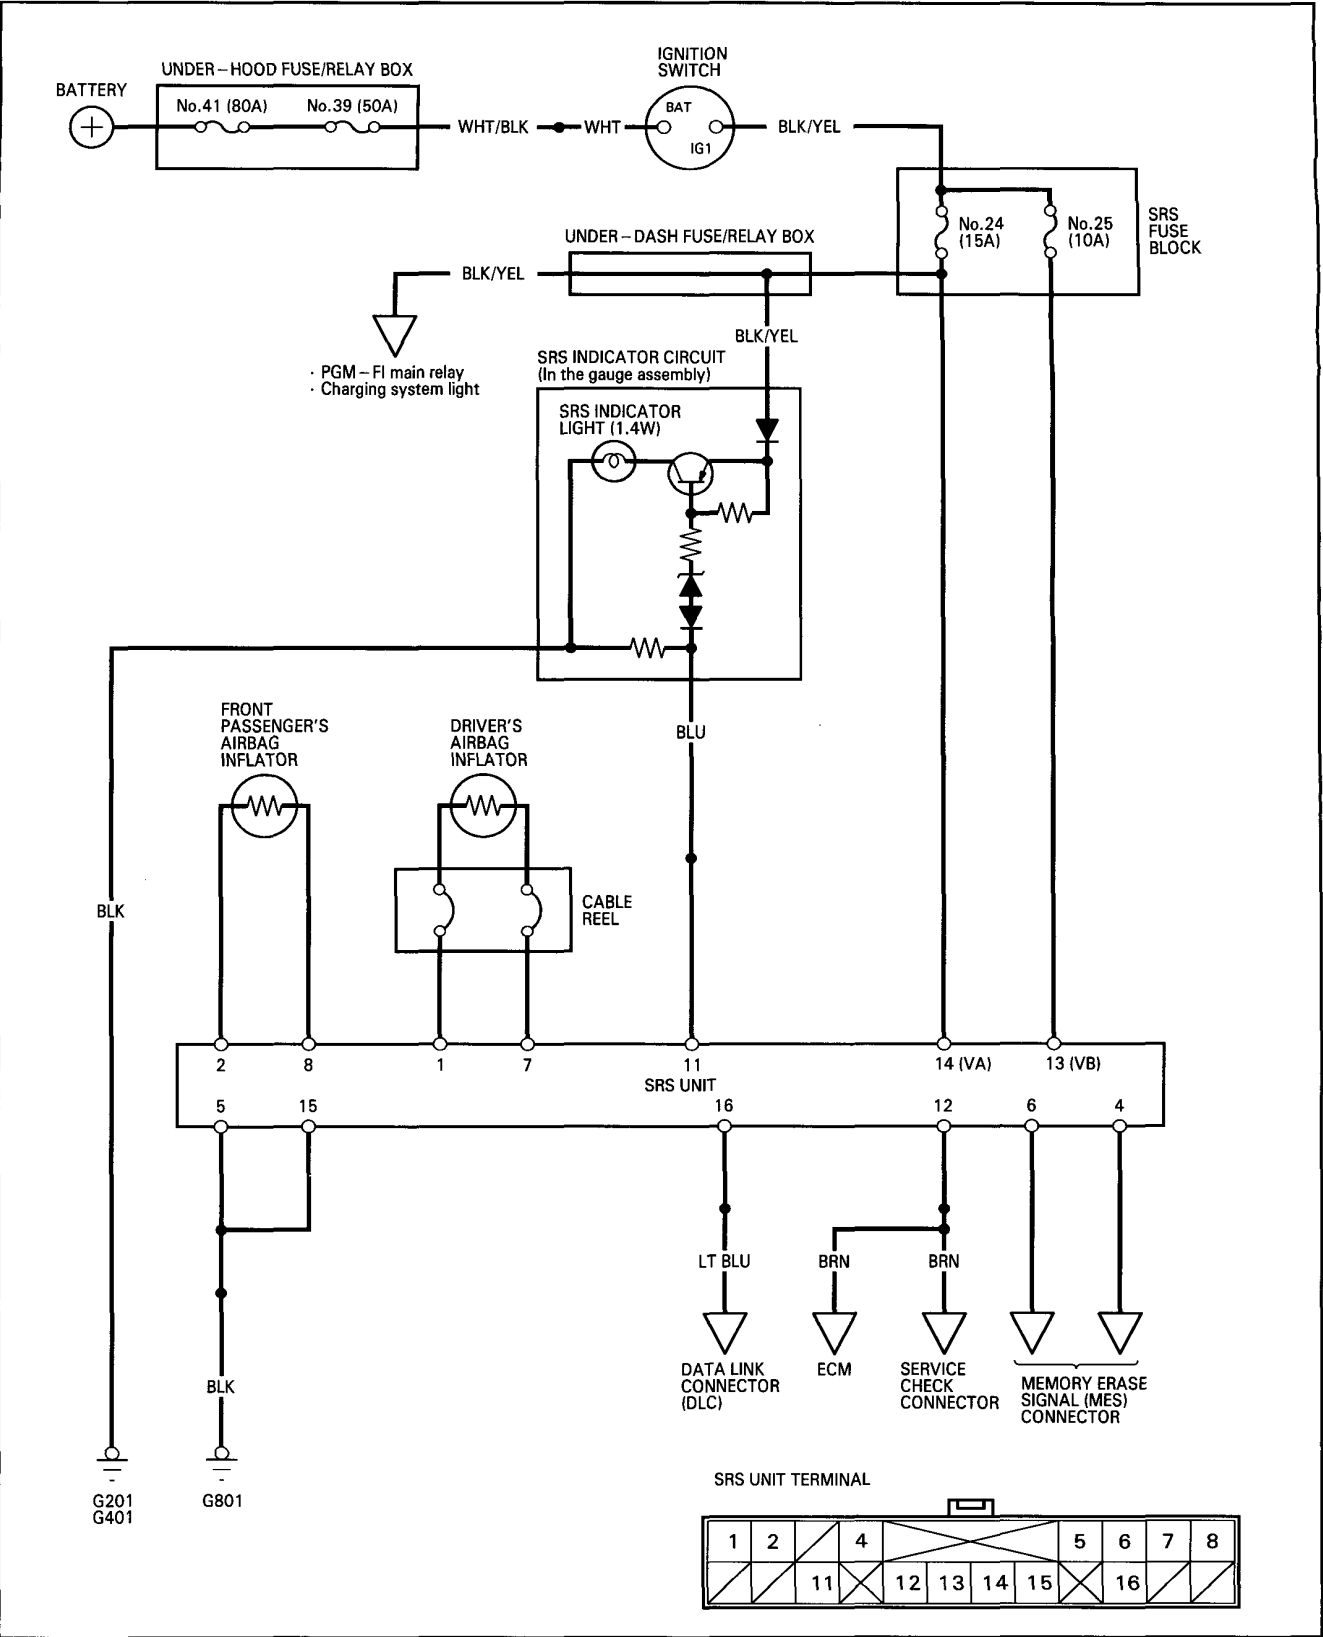 IGNITION
SWITCH
UNDER-HOOD FUSE/RELAY BOX
BATTERY
No.41 (80A)
No.39 (50A)
BAT
WHT/BLK
WHT
BLK/YEL
IG1
No.24
(15A)
No.25
(10A)
SRS
FUSE
BLOCK
UNDER-DASH FUSE/RELAY BOX
BLK/YEL
BLK/YEL
· PGM-FI main relay
· Charging system light
SRS INDICATOR CIRCUIT
(In the gauge assembly)
SRS INDICATOR
LIGHT (1.4W)
FRONT
PASSENGER'S
AIRBAG
INFLATOR
DRIVER'S
AIRBAG
INFLATOR
BLU
CABLE
REEL
BLK
2
8
1
7
11
14 (VA)
13 (VB)
SRS UNIT
5
15
16
12
6
4
LT BLU
BRN
BRN
DATA LINK
CONNECTOR
(DLC)
ECM
SERVICE
CHECK
CONNECTOR
MEMORY ERASE
SIGNAL (MES)
CONNECTOR
BLK
G201
G401
G801
SRS UNIT TERMINAL
1 2 4 5 6 7 8
11 12 13 14 15 16